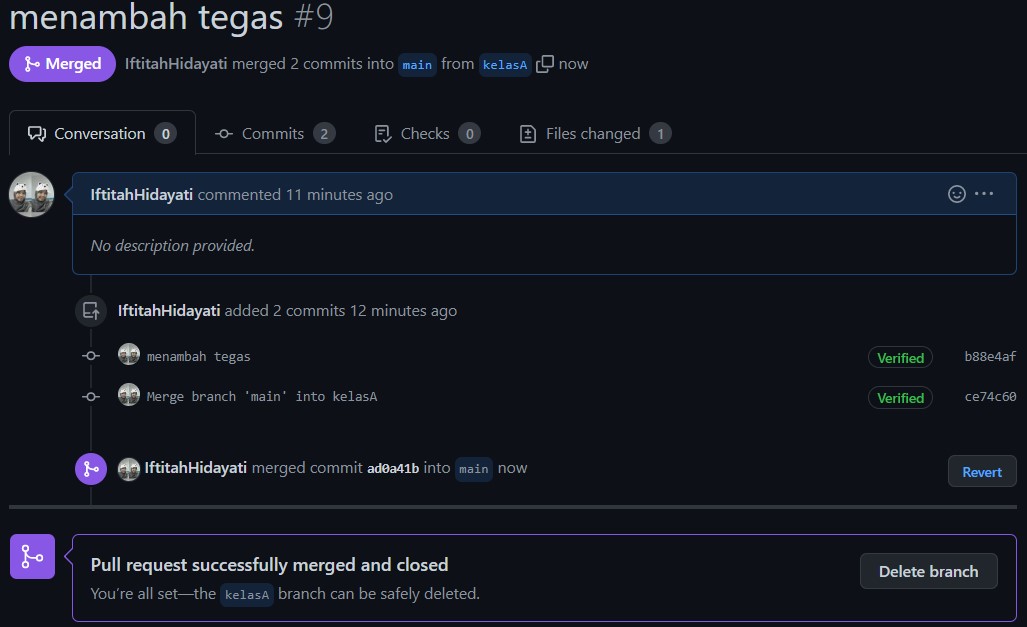 menambah tegas #9
Merged IftitahHidayati merged 2 commits into main from kelasA now
Conversation 0 Commits 2 Checks 0 Files changed 1
IftitahHidayati commented 11 minutes ago
No description provided.
IftitahHidayati added 2 commits 12 minutes ago
menambah tegas Verified b88e4af
Merge branch 'main' into kelasA Verified ce74c60
IftitahHidayati merged commit ad0a41b into main now Revert
Pull request successfully merged and closed
You're all set—the kelasA branch can be safely deleted.
Delete branch